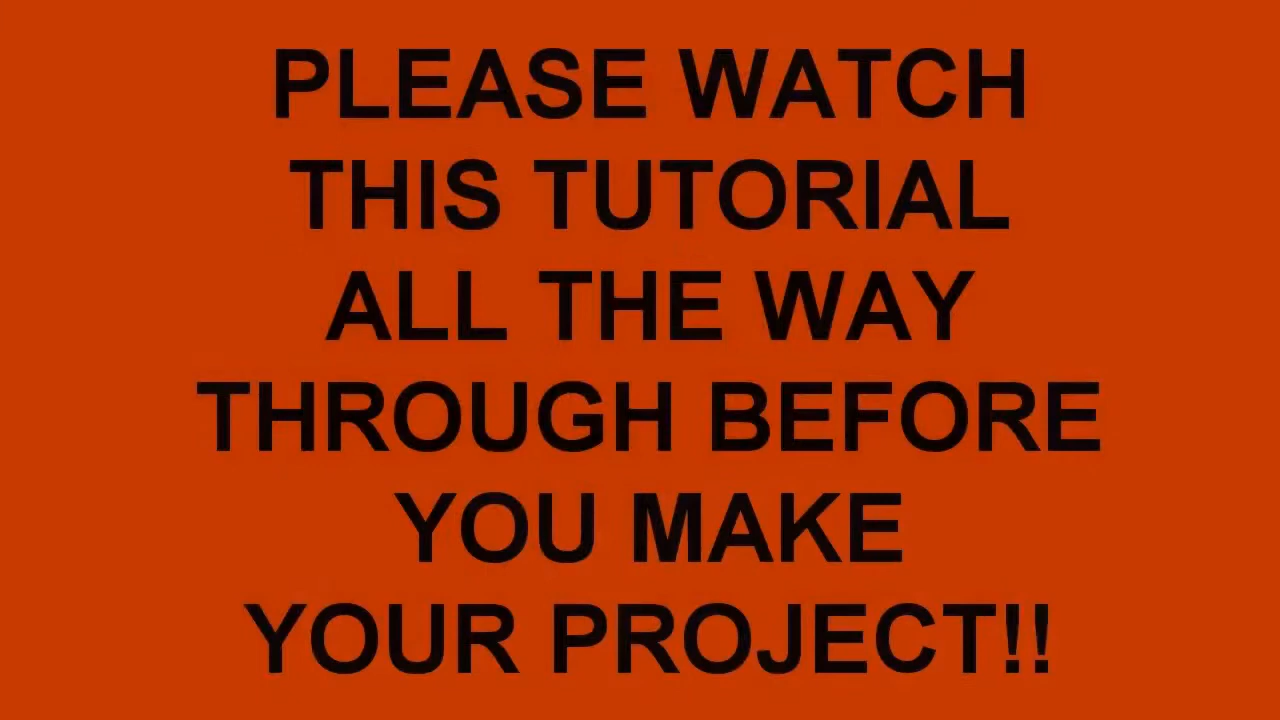 PLEASE WATCH
THIS TUTORIAL
ALL THE WAY
THROUGH BEFORE
YOU MAKE
YOUR PROJECT!!